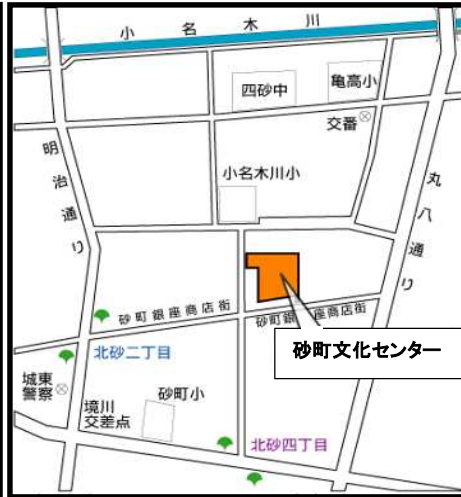 小名木川
四砂中
亀高小
交番
明治通り
小名木川小
丸八通り
砂町銀座商店街
砂町銀座商店街
砂町文化センター
北砂二丁目
城東
警察
境川
交差点
砂町小
北砂四丁目